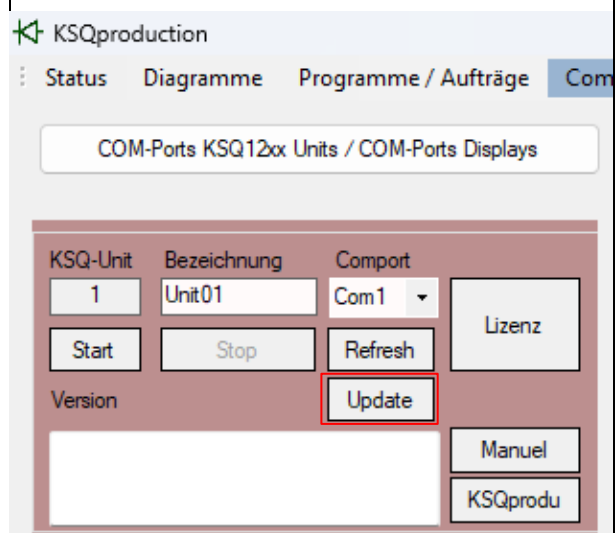 KSQproduction
Status Diagramme Programme / Aufträge Com
COM-Ports KSQ12xx Units / COM-Ports Displays
KSQ-Unit Bezeichnung Comport
1 Unit01 Com1
Lizenz
Start Stop Refresh
Version Update
Manuel
KSQprodu